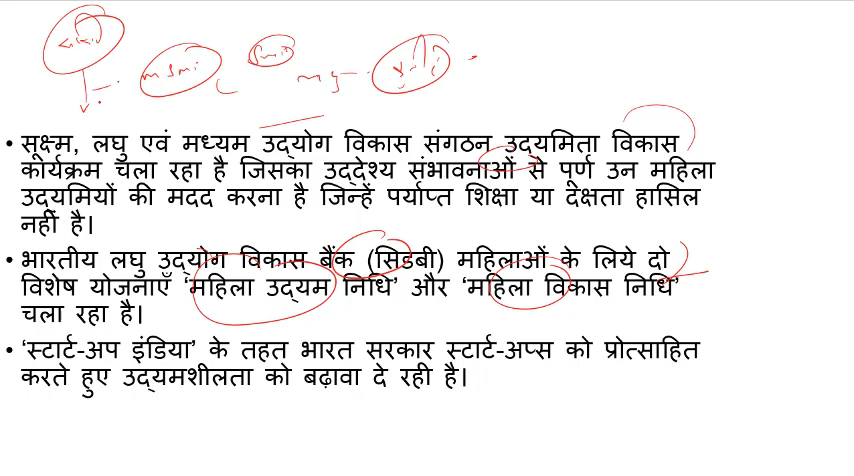 • सूक्ष्म, लघु एवं मध्यम उद्योग विकास संगठन उद्यमिता विकास
कार्यक्रम चला रहा है जिसका उद्देश्य संभावनाओं से पूर्ण उन महिला
उद्यमियों की मदद करना है जिन्हें पर्याप्त शिक्षा या दक्षता हासिल
नहीं है।
• भारतीय लघु उद्योग विकास बैंक (सिडबी) महिलाओं के लिये दो
विशेष योजनाएँ ‘महिला उद्यम निधि’ और ‘महिला विकास निधि’
चला रहा है।
• ‘स्टार्ट-अप इंडिया’ के तहत भारत सरकार स्टार्ट-अप्स को प्रोत्साहित
करते हुए उद्यमशीलता को बढ़ावा दे रही है।